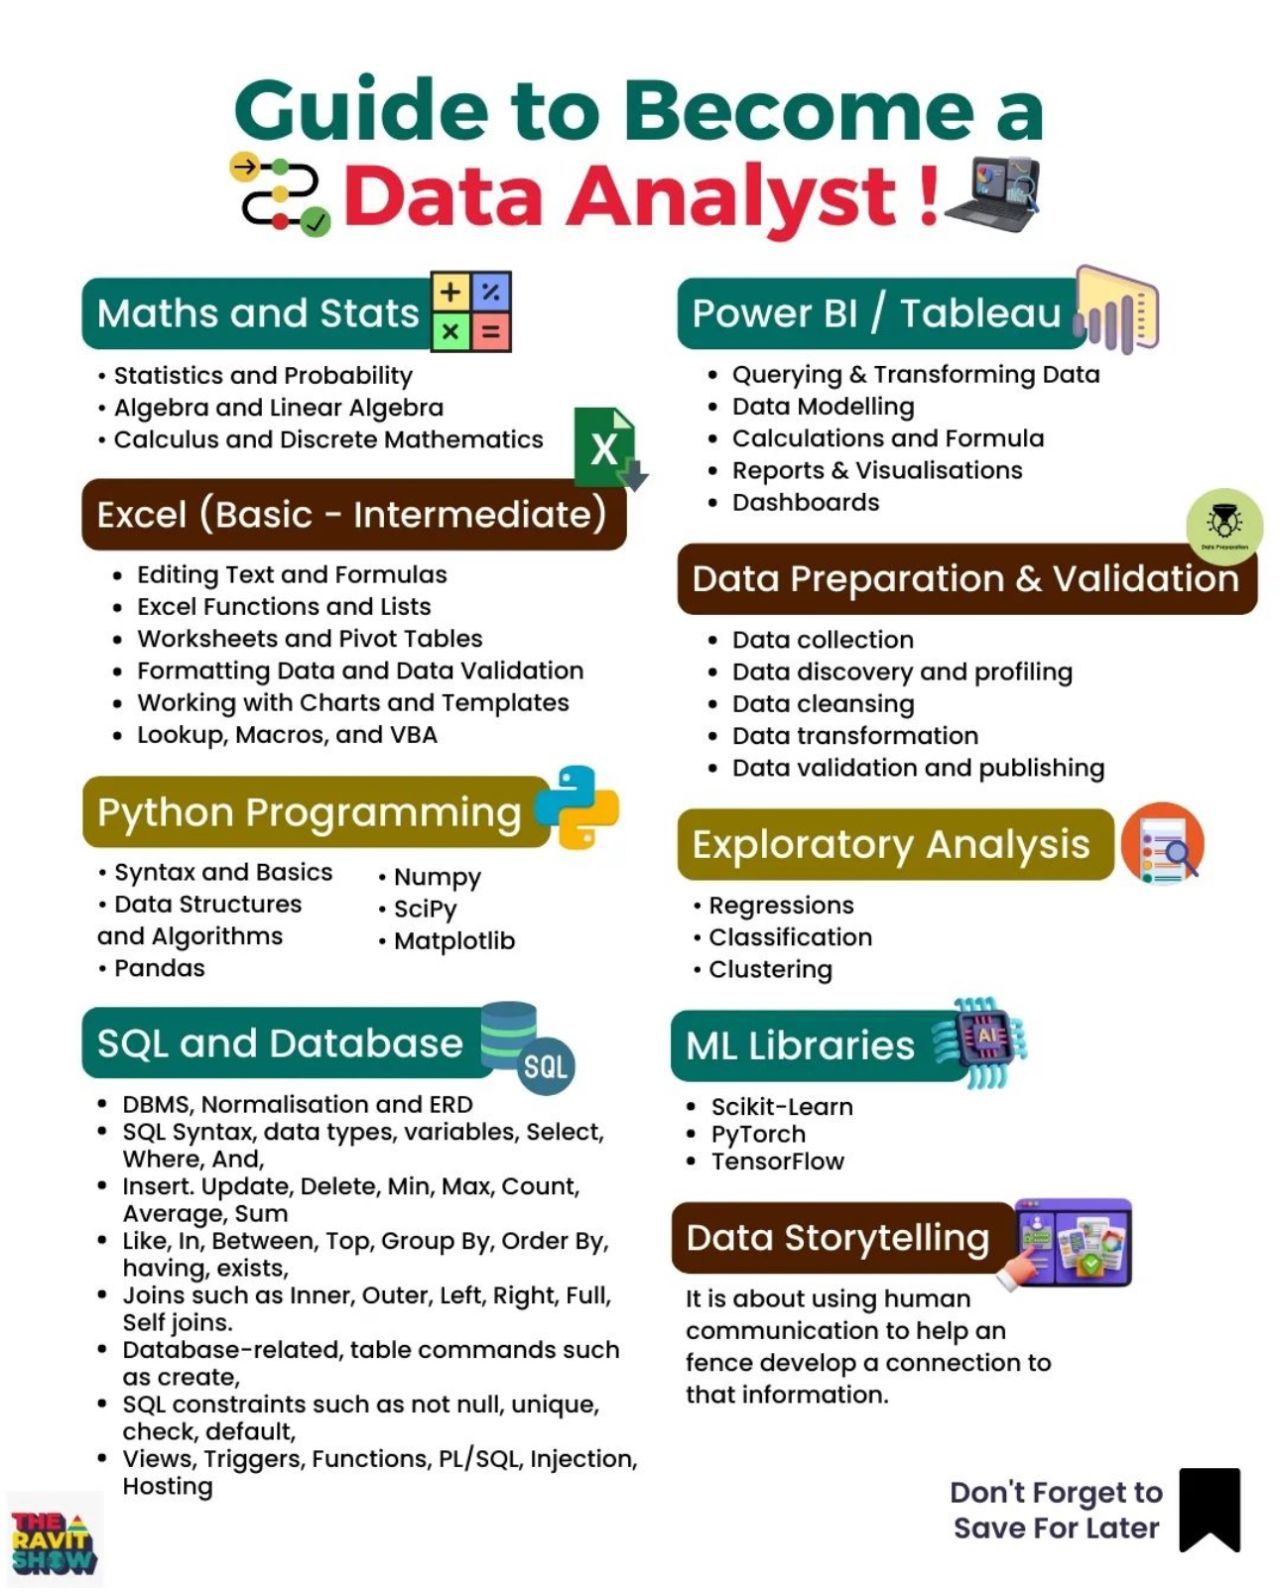 Guide to Become a
Data Analyst !
Maths and Stats
• Statistics and Probability
• Algebra and Linear Algebra
• Calculus and Discrete Mathematics
X
Excel (Basic - Intermediate)
• Editing Text and Formulas
• Excel Functions and Lists
• Worksheets and Pivot Tables
• Formatting Data and Data Validation
• Working with Charts and Templates
• Lookup, Macros, and VBA
Python Programming
• Syntax and Basics
• Data Structures
and Algorithms
• Pandas
• Numpy
• SciPy
• Matplotlib
SQL and Database
SQL
• DBMS, Normalisation and ERD
• SQL Syntax, data types, variables, Select,
Where, And,
• Insert. Update, Delete, Min, Max, Count,
Average, Sum
• Like, In, Between, Top, Group By, Order By,
having, exists,
• Joins such as Inner, Outer, Left, Right, Full,
Self joins.
• Database-related, table commands such
as create,
• SQL constraints such as not null, unique,
check, default,
• Views, Triggers, Functions, PL/SQL, Injection,
Hosting
THE
RAVIT
SHOW
Power BI / Tableau
• Querying & Transforming Data
• Data Modelling
• Calculations and Formula
• Reports & Visualisations
• Dashboards
Data Preparation
Data Preparation & Validation
• Data collection
• Data discovery and profiling
• Data cleansing
• Data transformation
• Data validation and publishing
Exploratory Analysis
• Regressions
• Classification
• Clustering
ML Libraries
AI
• Scikit-Learn
• PyTorch
• TensorFlow
Data Storytelling
It is about using human
communication to help an
fence develop a connection to
that information.
Don't Forget to
Save For Later